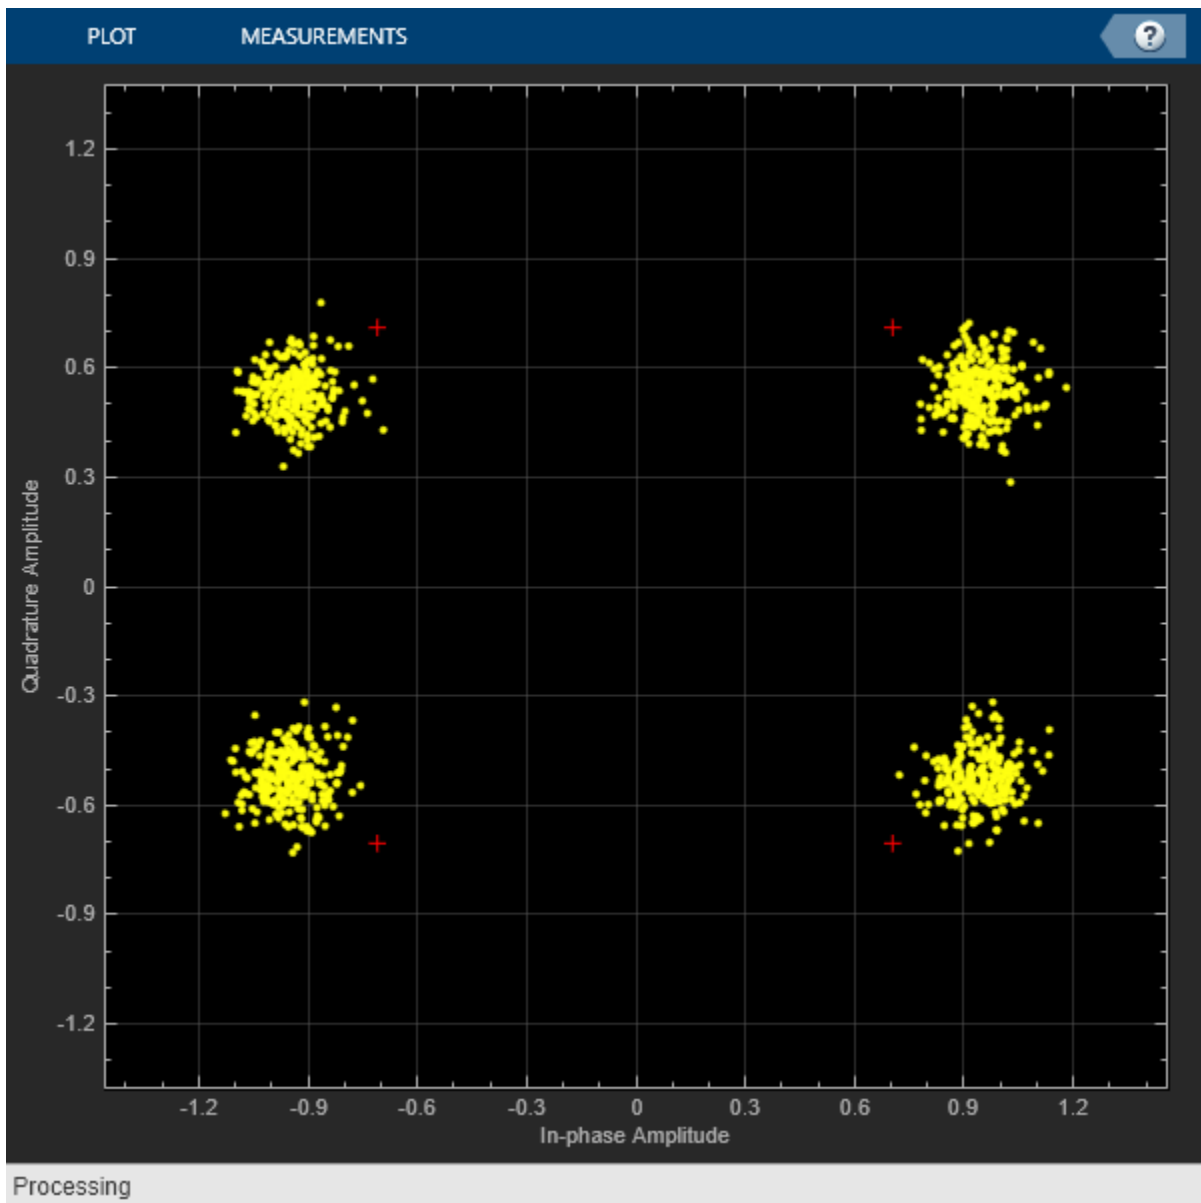 PLOT MEASUREMENTS ?
1.2
0.9
0.6
0.3
0
-0.3
-0.6
-0.9
-1.2
Quadrature Amplitude
-1.2 -0.9 -0.6 -0.3 0 0.3 0.6 0.9 1.2
In-phase Amplitude
Processing